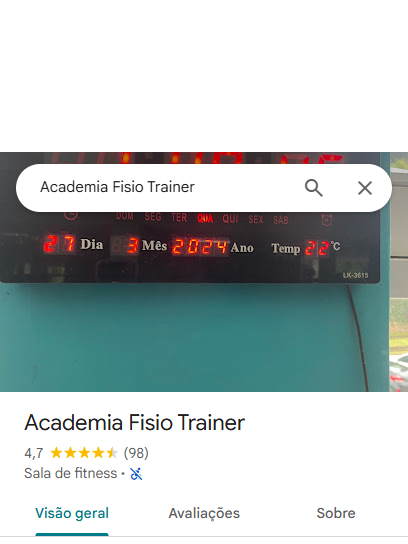 Academia Fisio Trainer
DOM SEG TER QUA QUI SEX SÁB
27 Dia 3 Mês 2024 Ano Temp 22°C
LK-3615
Academia Fisio Trainer
4,7 (98)
Sala de fitness
Visão geral Avaliações Sobre